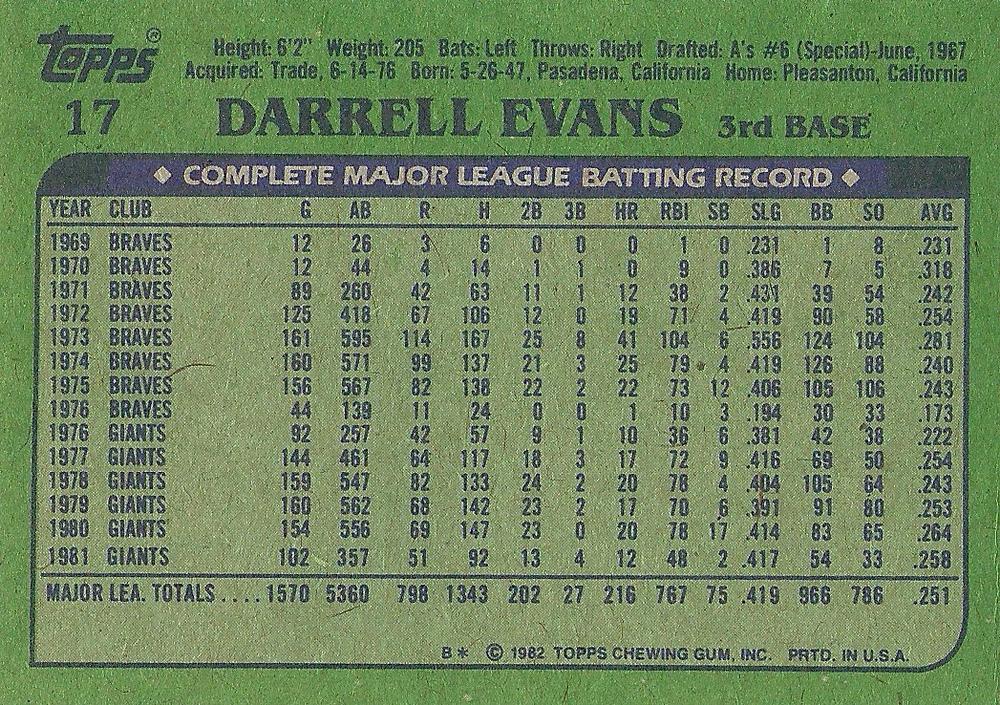 Topps®
Height: 6'2" Weight: 205 Bats: Left Throws: Right Drafted: A's #6 (Special)-June, 1967
Acquired: Trade, 6-14-76 Born: 5-26-47, Pasadena, California Home: Pleasanton, California
17 DARRELL EVANS 3rd BASE
◆ COMPLETE MAJOR LEAGUE BATTING RECORD ◆
YEAR CLUB G AB R H 2B 3B HR RBI SB SLG BB SO AVG
1969 BRAVES 12 26 3 6 0 0 0 1 0 .231 1 8 .231
1970 BRAVES 12 44 4 14 1 1 0 9 0 .386 7 5 .318
1971 BRAVES 89 260 42 63 11 1 12 38 2 .431 39 54 .242
1972 BRAVES 125 418 67 106 12 0 19 71 4 .419 90 58 .254
1973 BRAVES 161 595 114 167 25 8 41 104 6 .556 124 104 .281
1974 BRAVES 160 571 99 137 21 3 25 79 4 .419 126 88 .240
1975 BRAVES 156 567 82 138 22 2 22 73 12 .406 105 106 .243
1976 BRAVES 44 139 11 24 0 0 1 10 3 .194 30 33 .173
1976 GIANTS 92 257 42 57 9 1 10 36 6 .381 42 38 .222
1977 GIANTS 144 461 64 117 18 3 17 72 9 .416 69 50 .254
1978 GIANTS 159 547 82 133 24 2 20 78 4 .404 105 64 .243
1979 GIANTS 160 562 68 142 23 2 17 70 6 .391 91 80 .253
1980 GIANTS 154 556 69 147 23 0 20 78 17 .414 83 65 .264
1981 GIANTS 102 357 51 92 13 4 12 48 2 .417 54 33 .258
MAJOR LEA. TOTALS .... 1570 5360 798 1343 202 27 216 767 75 .419 966 786 .251
B* © 1982 TOPPS CHEWING GUM, INC. PRTD. IN U.S.A.